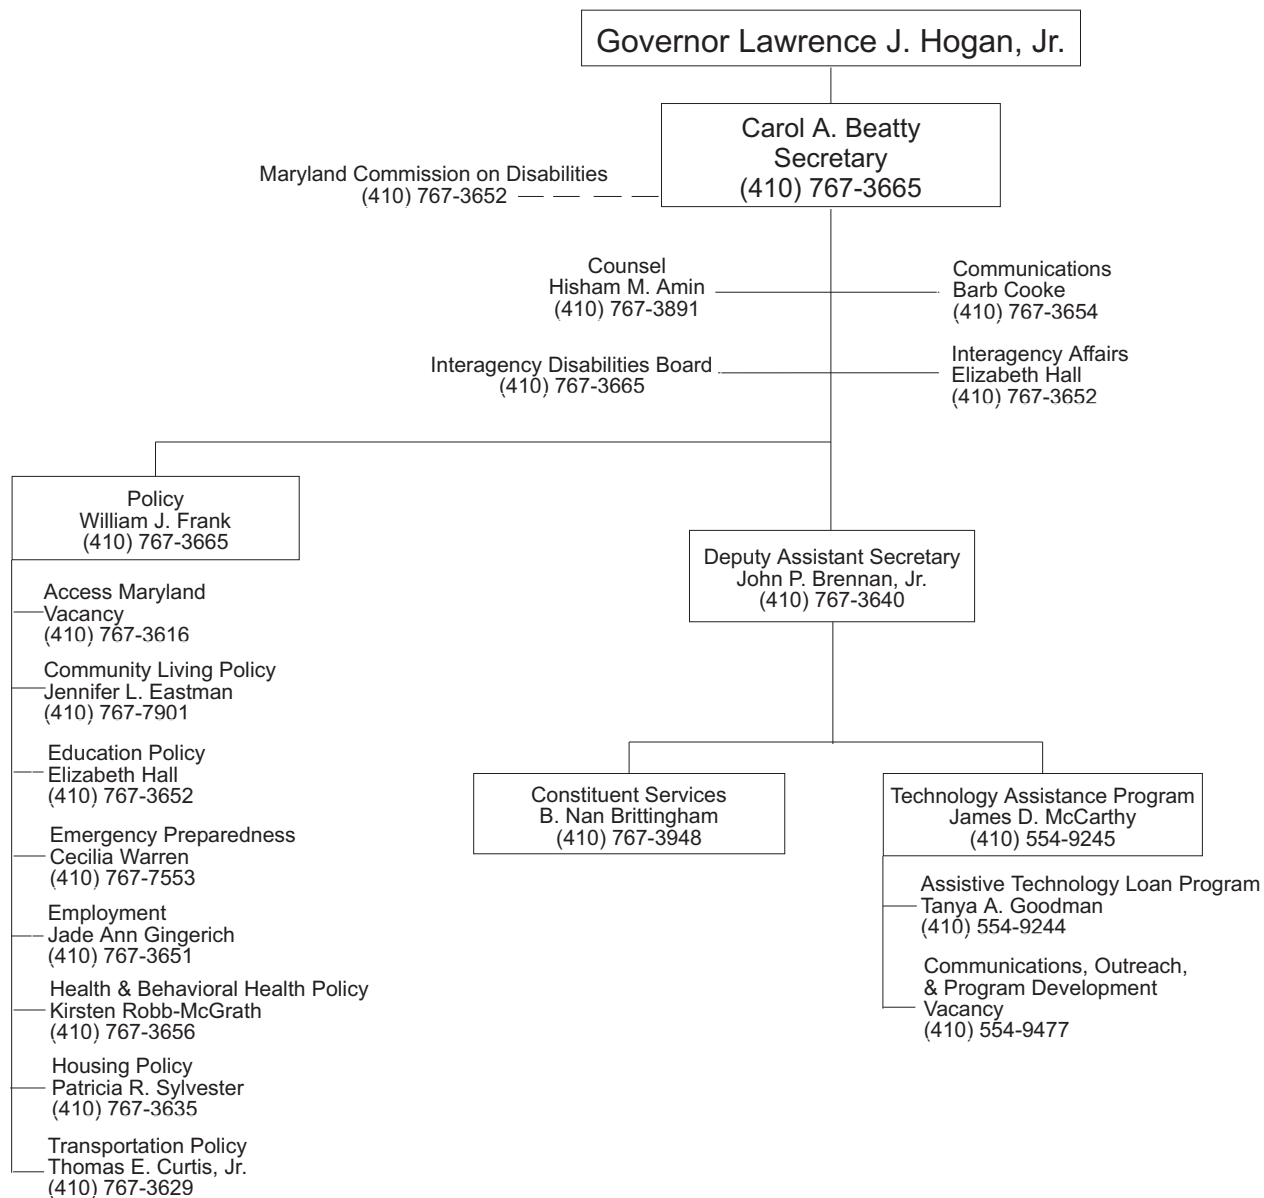 Governor Lawrence J. Hogan, Jr.
Carol A. Beatty
Secretary
(410) 767-3665
Maryland Commission on Disabilities
(410) 767-3652
Counsel
Hisham M. Amin
(410) 767-3891
Communications
Barb Cooke
(410) 767-3654
Interagency Disabilities Board
(410) 767-3665
Interagency Affairs
Elizabeth Hall
(410) 767-3652
Policy
William J. Frank
(410) 767-3665
Access Maryland
Vacancy
(410) 767-3616
Community Living Policy
Jennifer L. Eastman
(410) 767-7901
Education Policy
Elizabeth Hall
(410) 767-3652
Emergency Preparedness
Cecilia Warren
(410) 767-7553
Employment
Jade Ann Gingerich
(410) 767-3651
Health & Behavioral Health Policy
Kirsten Robb-McGrath
(410) 767-3656
Housing Policy
Patricia R. Sylvester
(410) 767-3635
Transportation Policy
Thomas E. Curtis, Jr.
(410) 767-3629
Deputy Assistant Secretary
John P. Brennan, Jr.
(410) 767-3640
Constituent Services
B. Nan Brittingham
(410) 767-3948
Technology Assistance Program
James D. McCarthy
(410) 554-9245
Assistive Technology Loan Program
Tanya A. Goodman
(410) 554-9244
Communications, Outreach,
& Program Development
Vacancy
(410) 554-9477